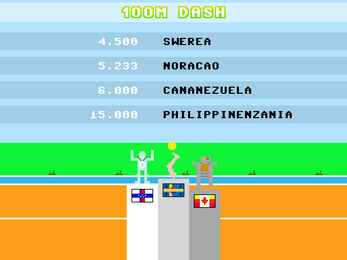 100M DASH
4.500 SWEREA
5.233 NORACAO
6.000 CANANEZUELA
15.000 PHILIPPINENZANIA